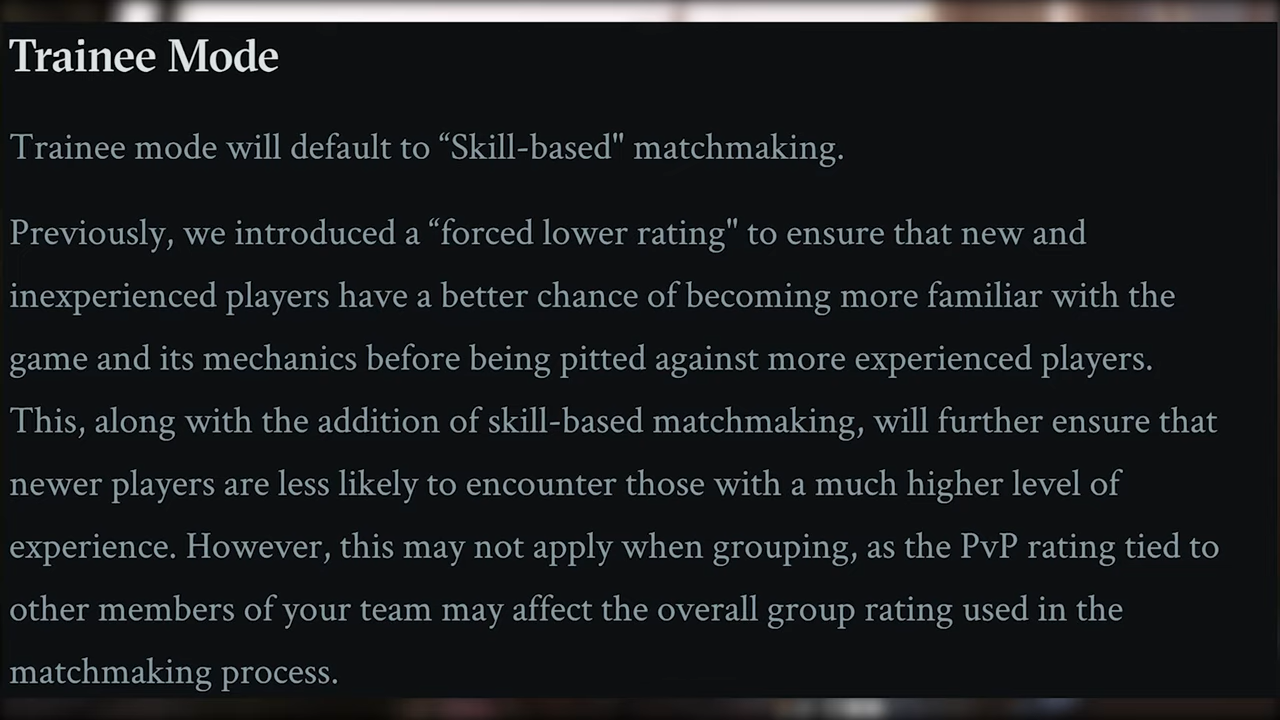 Trainee Mode
Trainee mode will default to “Skill-based" matchmaking.
Previously, we introduced a “forced lower rating" to ensure that new and
inexperienced players have a better chance of becoming more familiar with the
game and its mechanics before being pitted against more experienced players.
This, along with the addition of skill-based matchmaking, will further ensure that
newer players are less likely to encounter those with a much higher level of
experience. However, this may not apply when grouping, as the PvP rating tied to
other members of your team may affect the overall group rating used in the
matchmaking process.